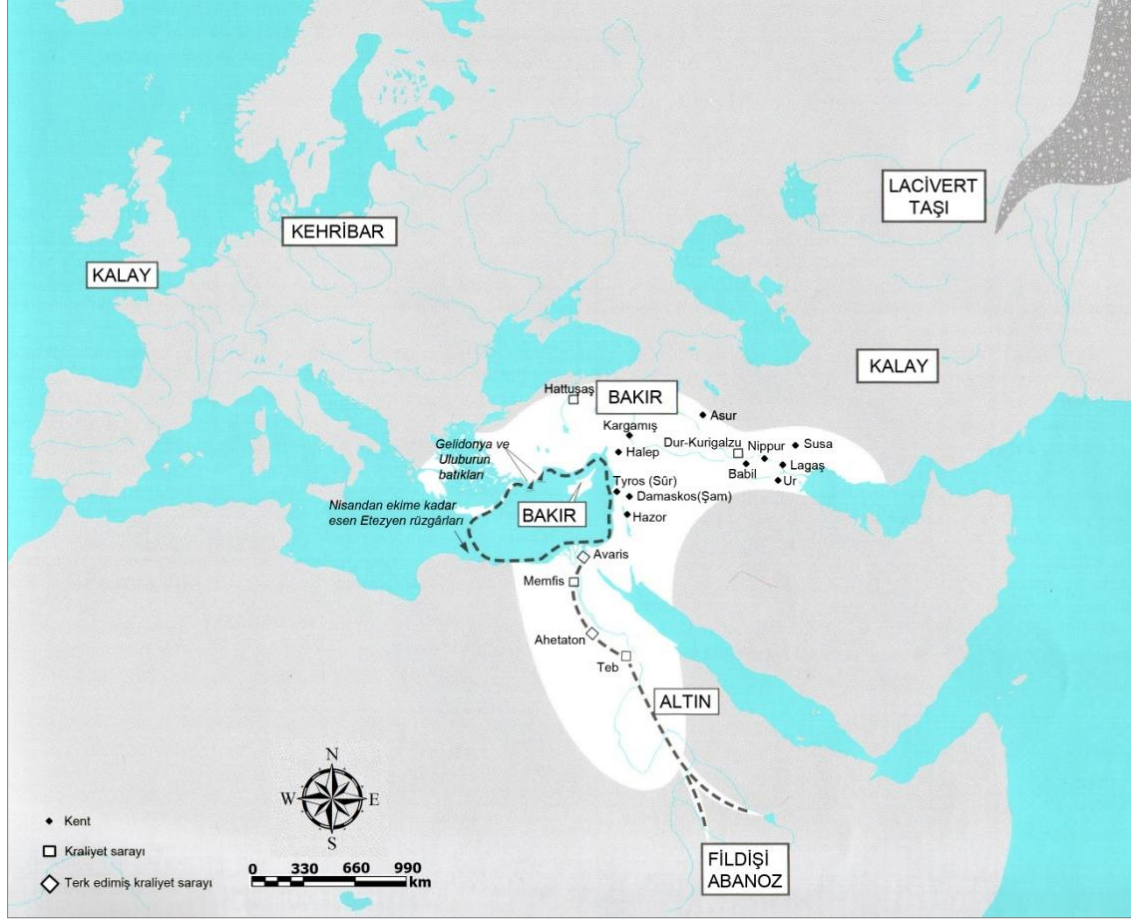 LACİVERT
TAŞI
KEHRİBAR
KALAY
KALAY
Hattuşaş
BAKIR
Asur
Kargamış
Gelidonya ve
Uluburun
batıkları
Halep
Dur-Kurigalzu
Nippur
Susa
Babil
Lagaş
Ur
Tyros (Sûr)
Damaskos(Şam)
Nisandan ekime kadar
esen Etezyen rüzgârları
BAKIR
Hazor
Avaris
Memfis
Ahetaton
Teb
ALTIN
FİLDİŞİ
ABANOZ
N
W E
S
0 330 660 990
km
Kent
Kraliyet sarayı
Terk edimiş kraliyet sarayı